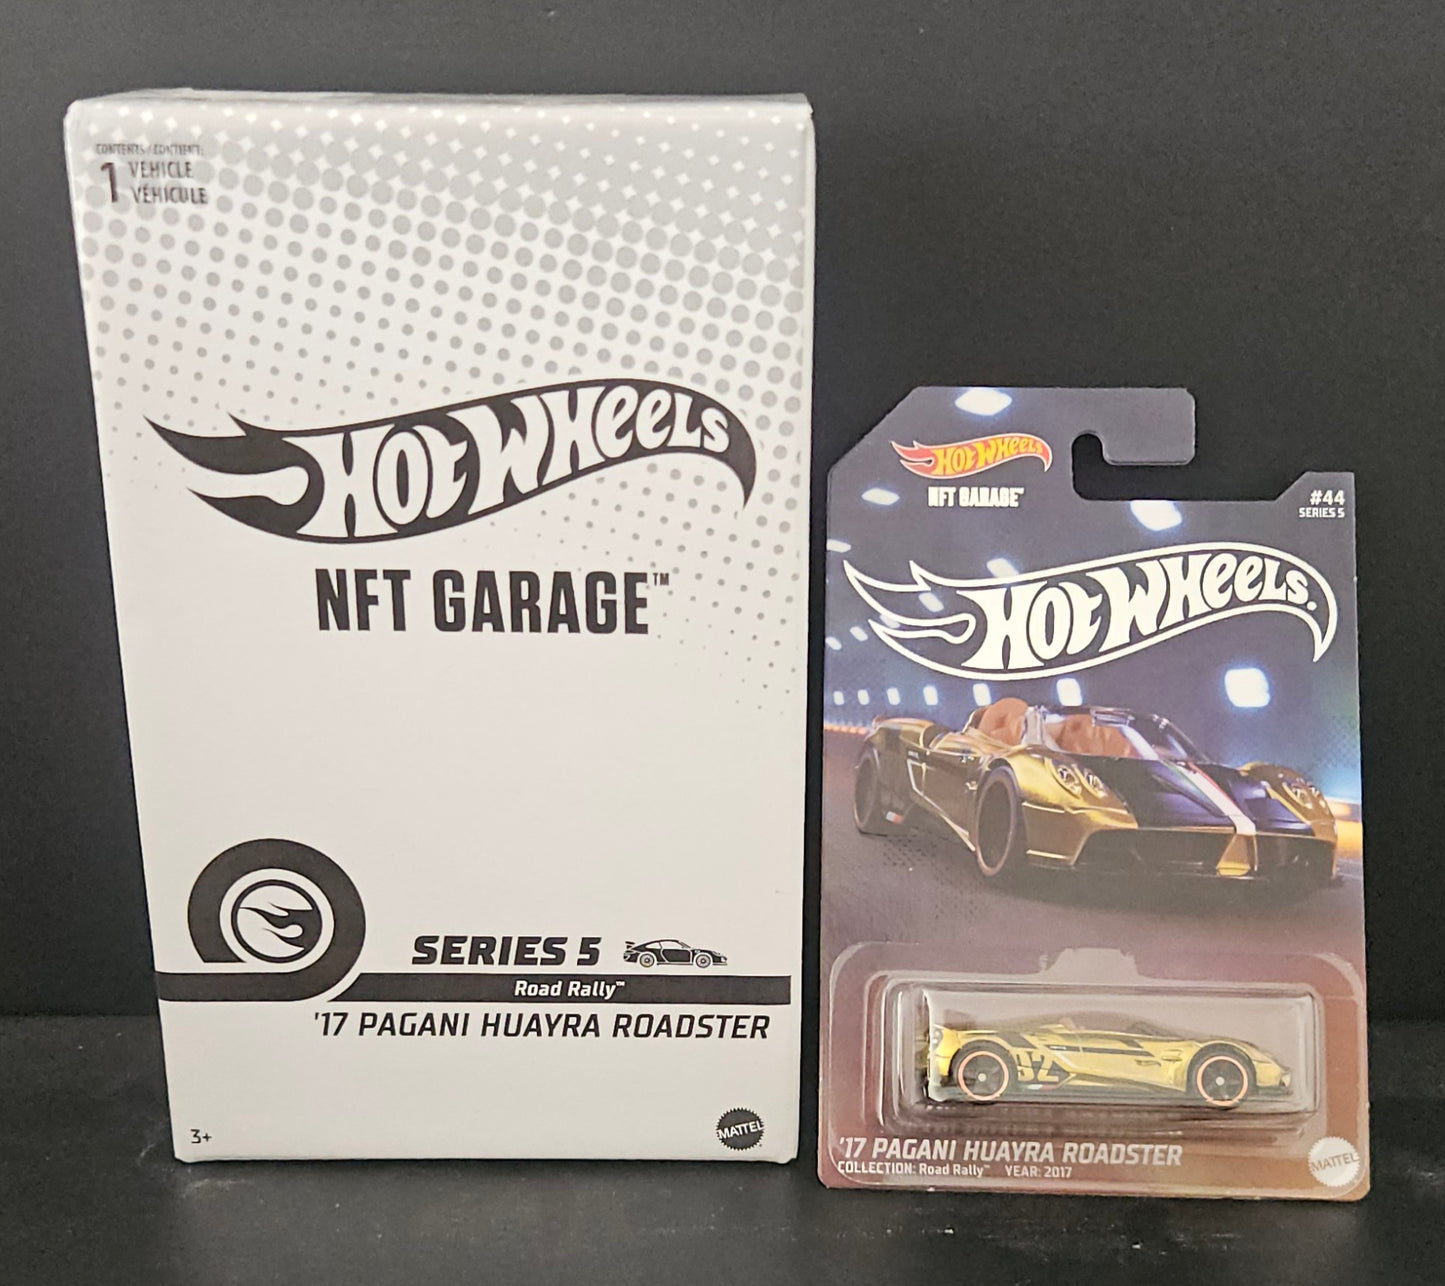 CONTENTS / CONTIENT:
1 VEHICLE
VÉHICULE
HOT WHEELS
NFT GARAGE™
SERIES 5
Road Rally™
'17 PAGANI HUAYRA ROADSTER
3+
MATTEL
HOT WHEELS
NFT GARAGE™
#44
SERIES 5
HOT WHEELS.
92
'17 PAGANI HUAYRA ROADSTER
COLLECTION: Road Rally™ YEAR: 2017
MATTEL